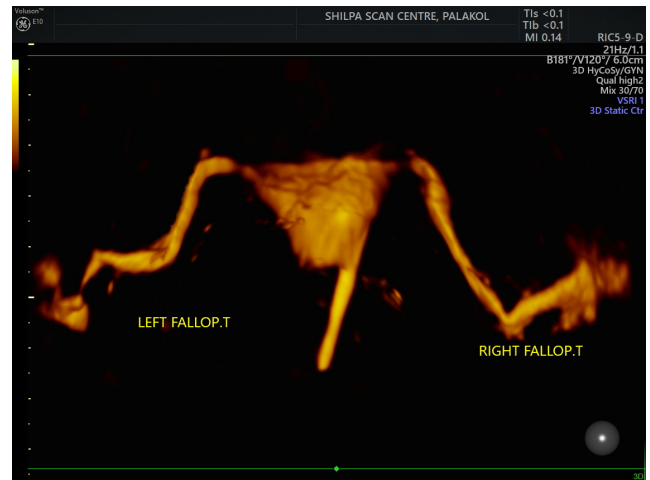 Voluson™
GE E10
SHILPA SCAN CENTRE, PALAKOL
TIs <0.1
TIb <0.1
MI 0.14
RIC5-9-D
21Hz/1.1
B181°/V120°/ 6.0cm
3D HyCoSy/GYN
Qual high2
Mix 30/70
VSRI 1
3D Static Ctr
LEFT FALLOP.T
RIGHT FALLOP.T
3D